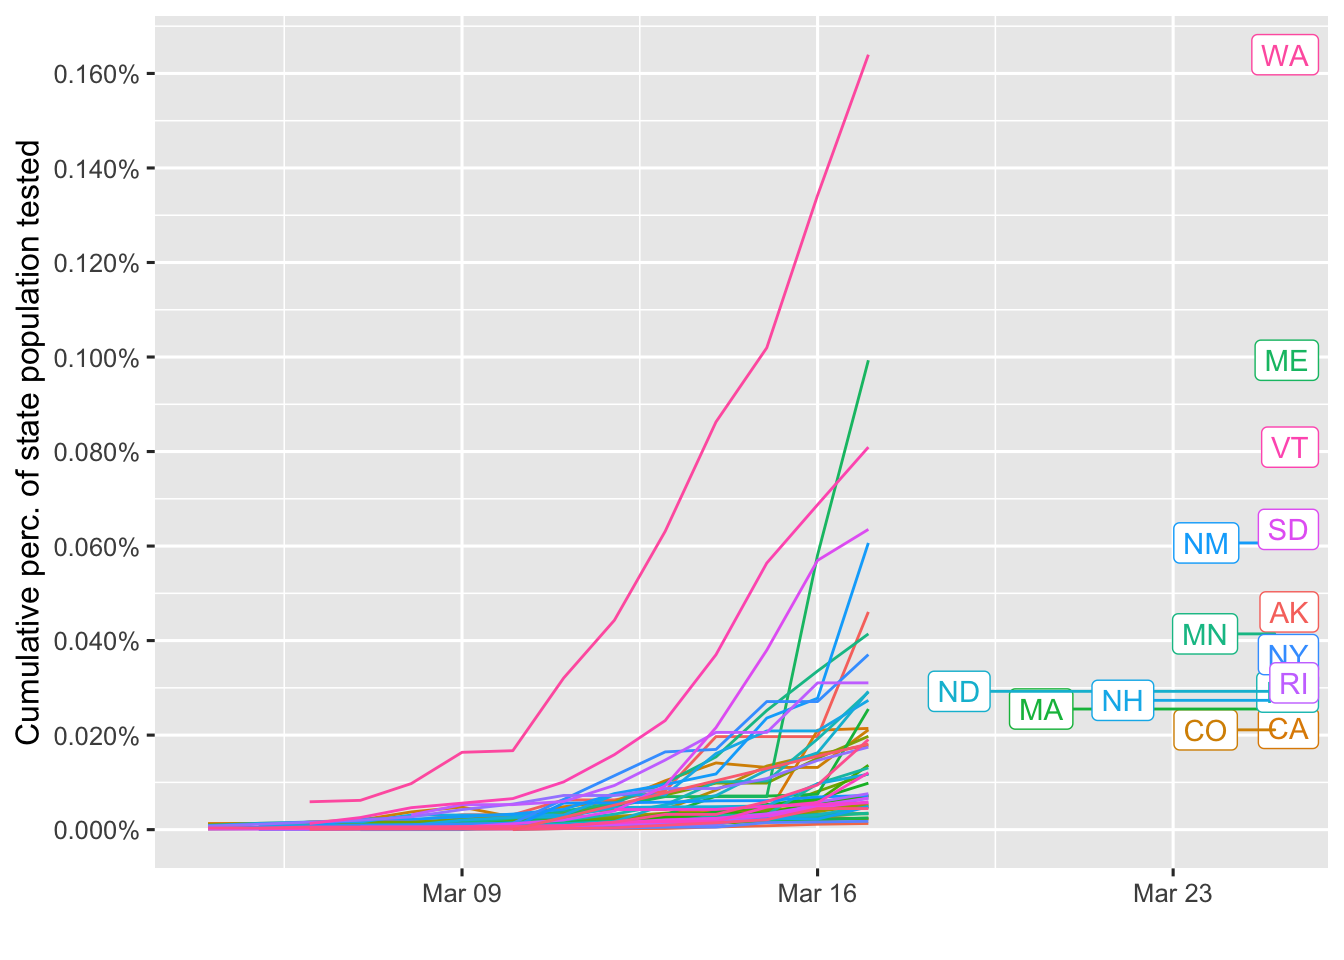 Cumulative perc. of state population tested
0.160%
0.140%
0.120%
0.100%
0.080%
0.060%
0.040%
0.020%
0.000%
WA
ME
VT
SD
NM
AK
MN
NY
RI
ND
NH
MA
CO
CA
Mar 09
Mar 16
Mar 23